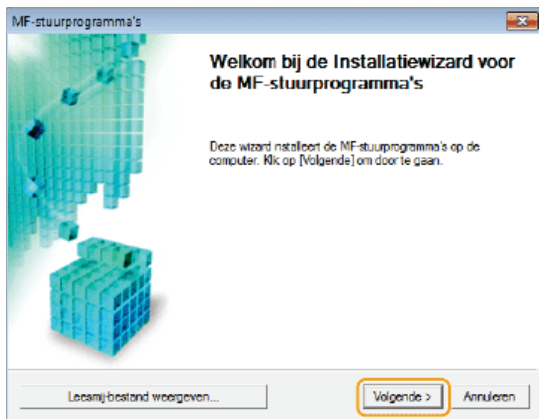 MF-stuurprogramma's
Welkom bij de Installatiewizard voor
de MF-stuurprogramma's
Deze wizard installeert de MF-stuurprogramma's op de
computer. Klik op [Volgende] om door te gaan.
Leesmij-bestand weergeven...
Volgende >
Annuleren